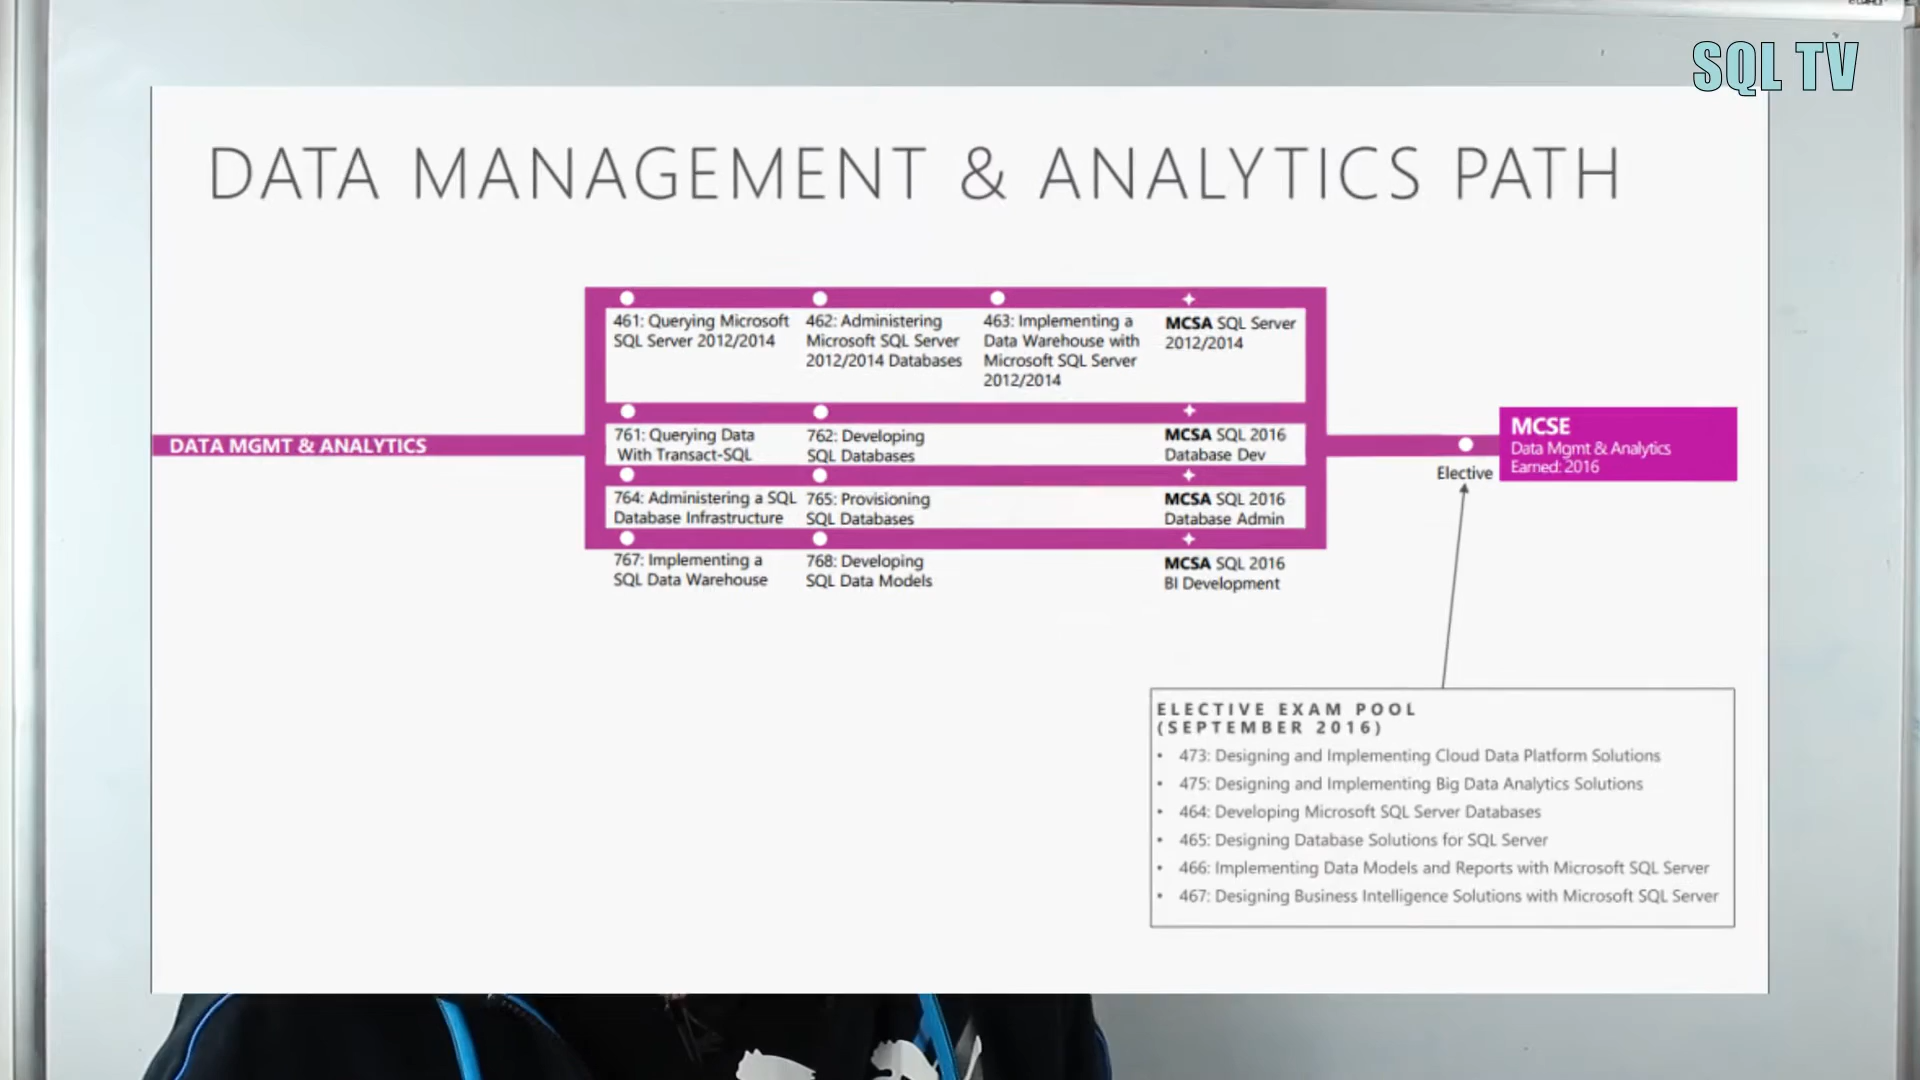 SQL TV
DATA MANAGEMENT & ANALYTICS PATH
461: Querying Microsoft
SQL Server 2012/2014
462: Administering
Microsoft SQL Server
2012/2014 Databases
463: Implementing a
Data Warehouse with
Microsoft SQL Server
2012/2014
MCSA SQL Server
2012/2014
DATA MGMT & ANALYTICS
761: Querying Data
With Transact-SQL
762: Developing
SQL Databases
MCSA SQL 2016
Database Dev
764: Administering a SQL
Database Infrastructure
765: Provisioning
SQL Databases
MCSA SQL 2016
Database Admin
767: Implementing a
SQL Data Warehouse
768: Developing
SQL Data Models
MCSA SQL 2016
BI Development
Elective
MCSE
Data Mgmt & Analytics
Earned: 2016
ELECTIVE EXAM POOL
(SEPTEMBER 2016)
• 473: Designing and Implementing Cloud Data Platform Solutions
• 475: Designing and Implementing Big Data Analytics Solutions
• 464: Developing Microsoft SQL Server Databases
• 465: Designing Database Solutions for SQL Server
• 466: Implementing Data Models and Reports with Microsoft SQL Server
• 467: Designing Business Intelligence Solutions with Microsoft SQL Server